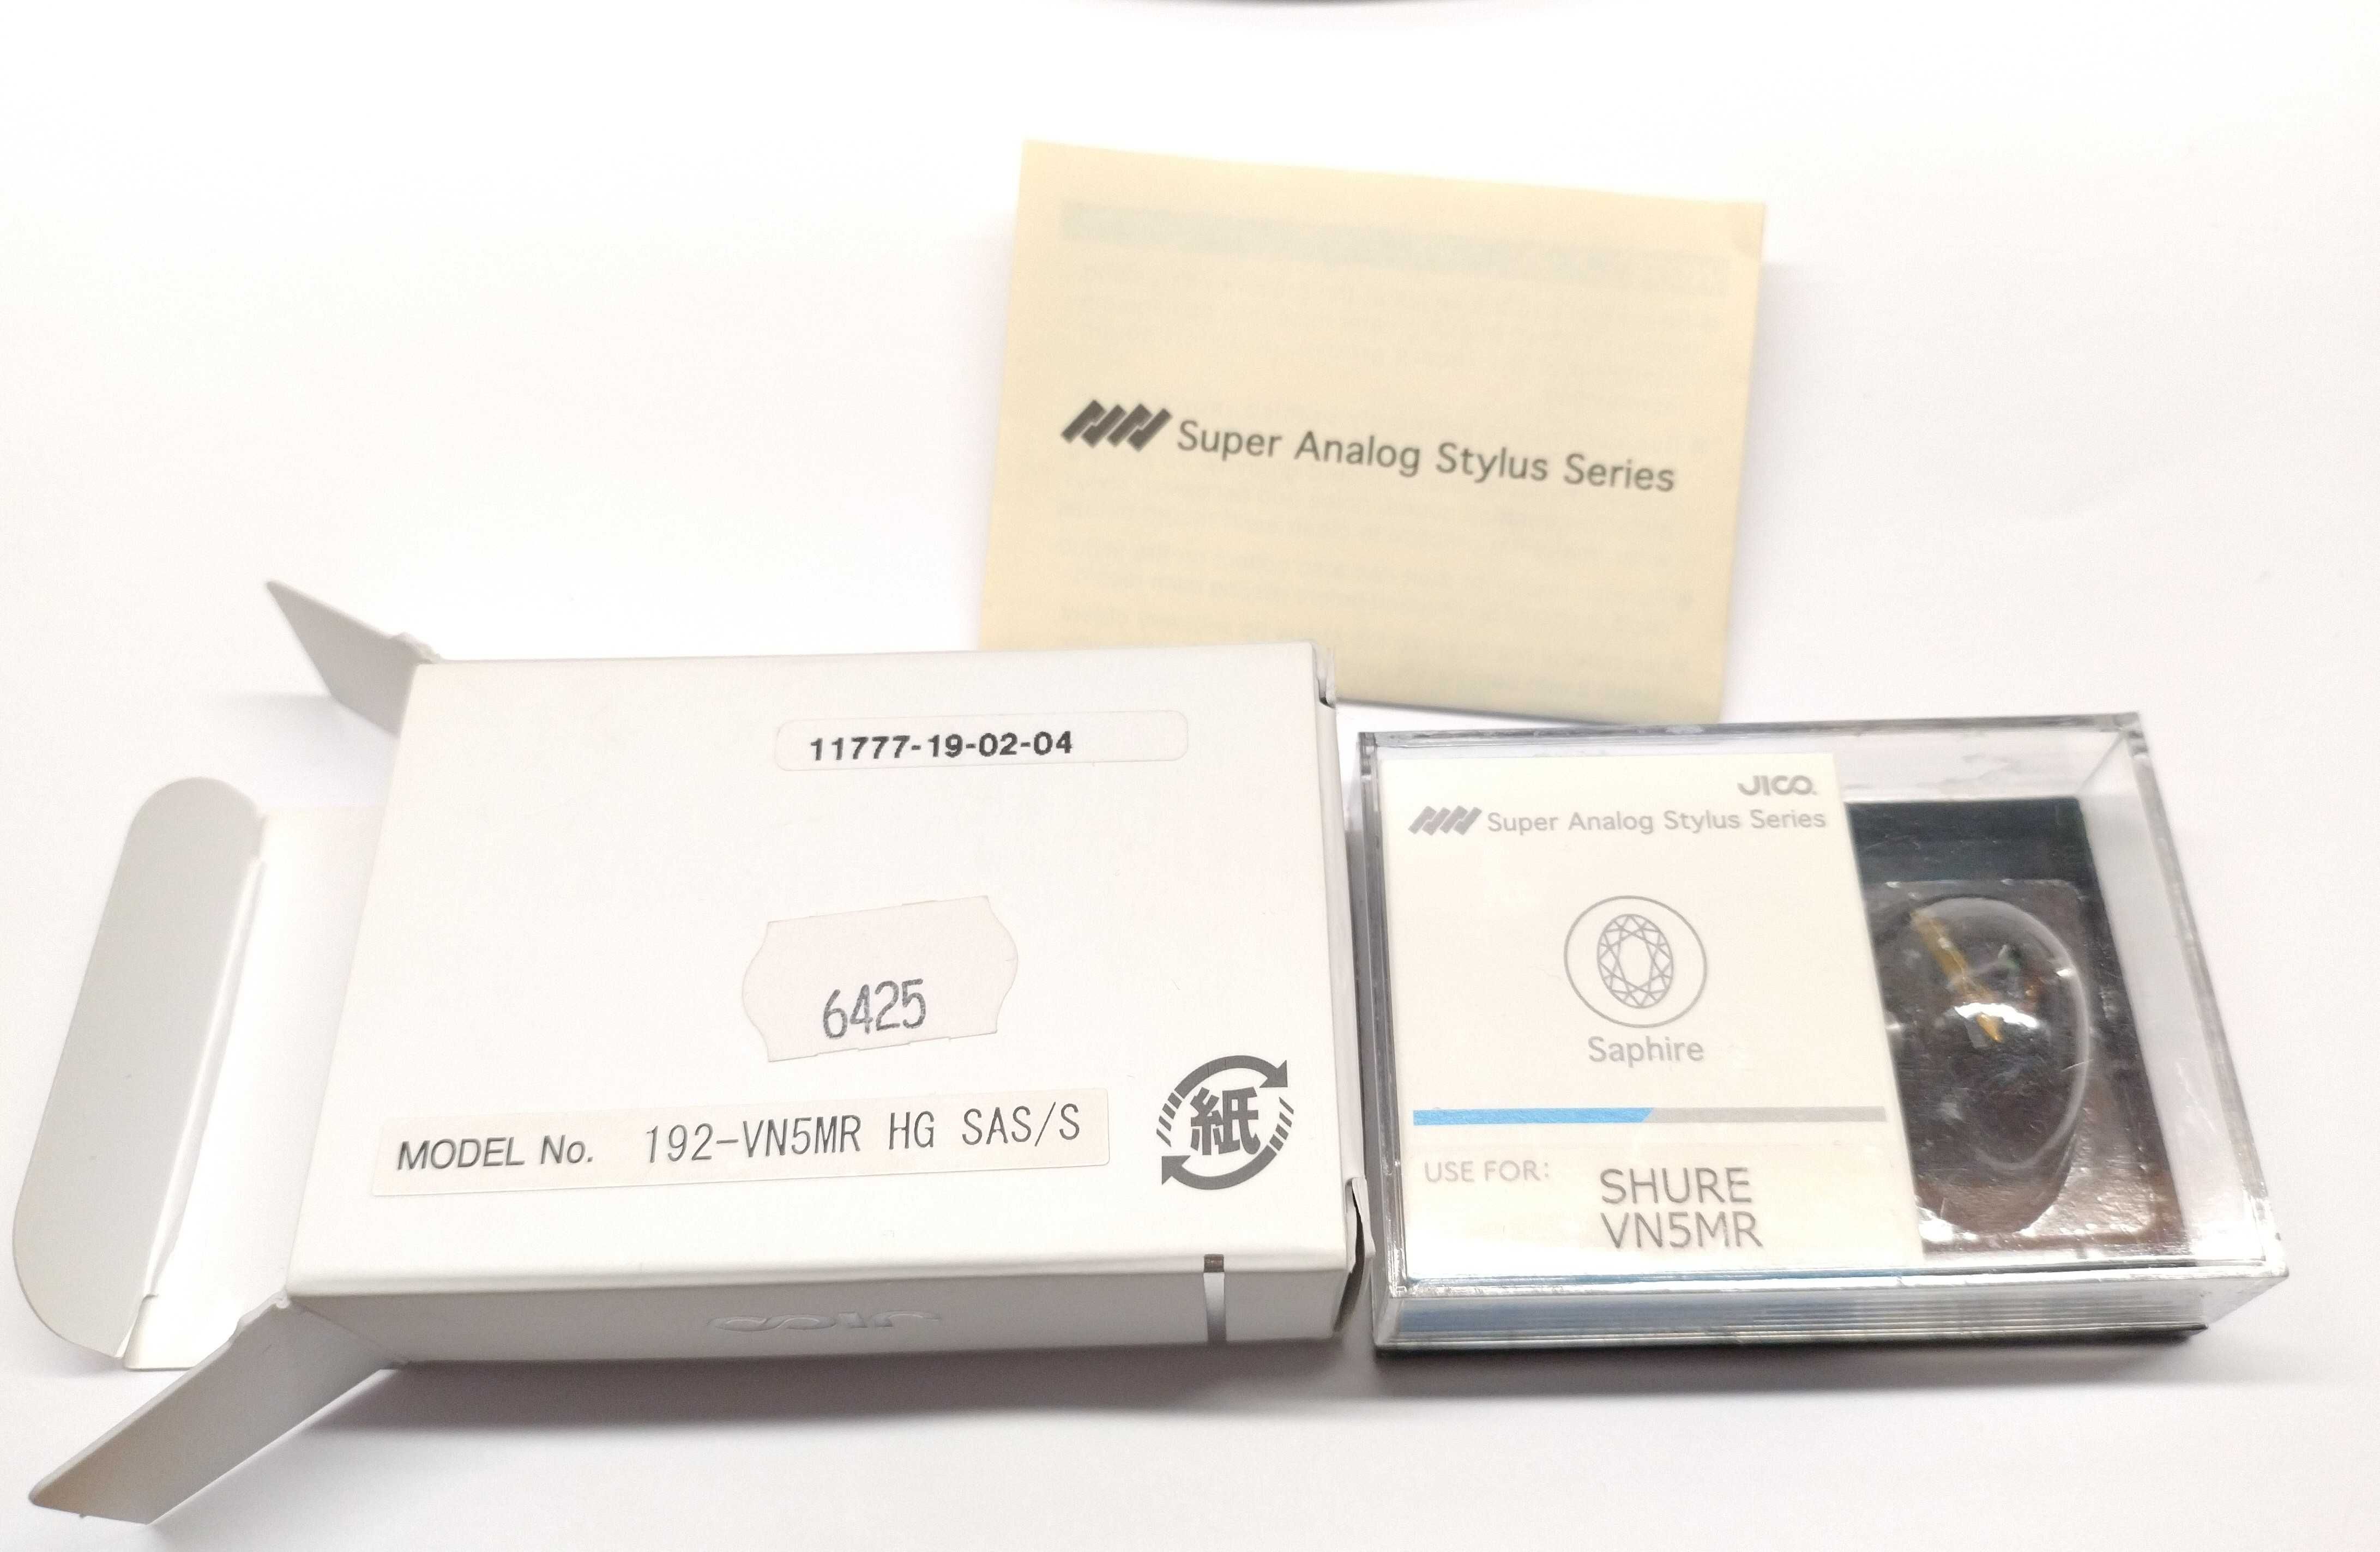 Super Analog Stylus Series
11777-19-02-04
6425
MODEL No. 192-VN5MR HG SAS/S
紙
JICO
JICO
Super Analog Stylus Series
Saphire
USE FOR: SHURE
VN5MR